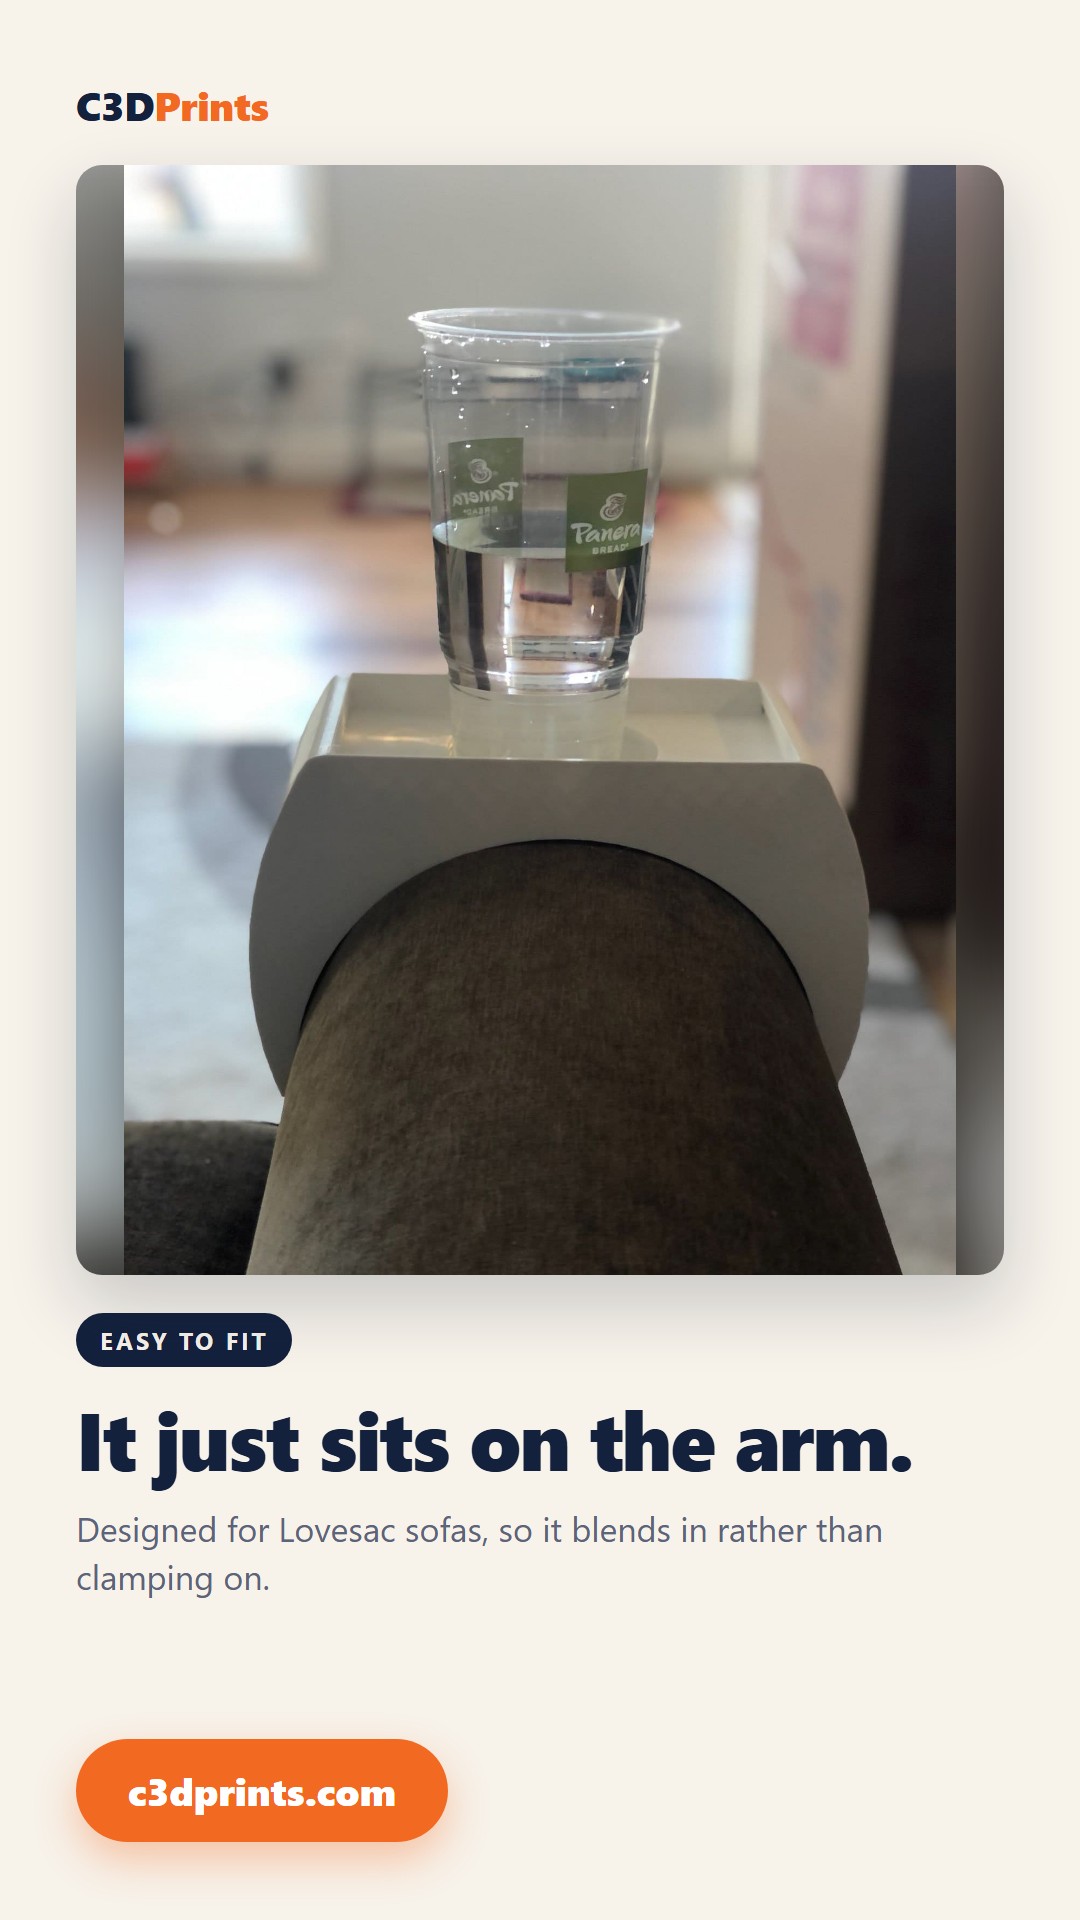 C3DPrints
Panera
BREAD
Panera
BREAD
EASY TO FIT
It just sits on the arm.
Designed for Lovesac sofas, so it blends in rather than
clamping on.
c3dprints.com